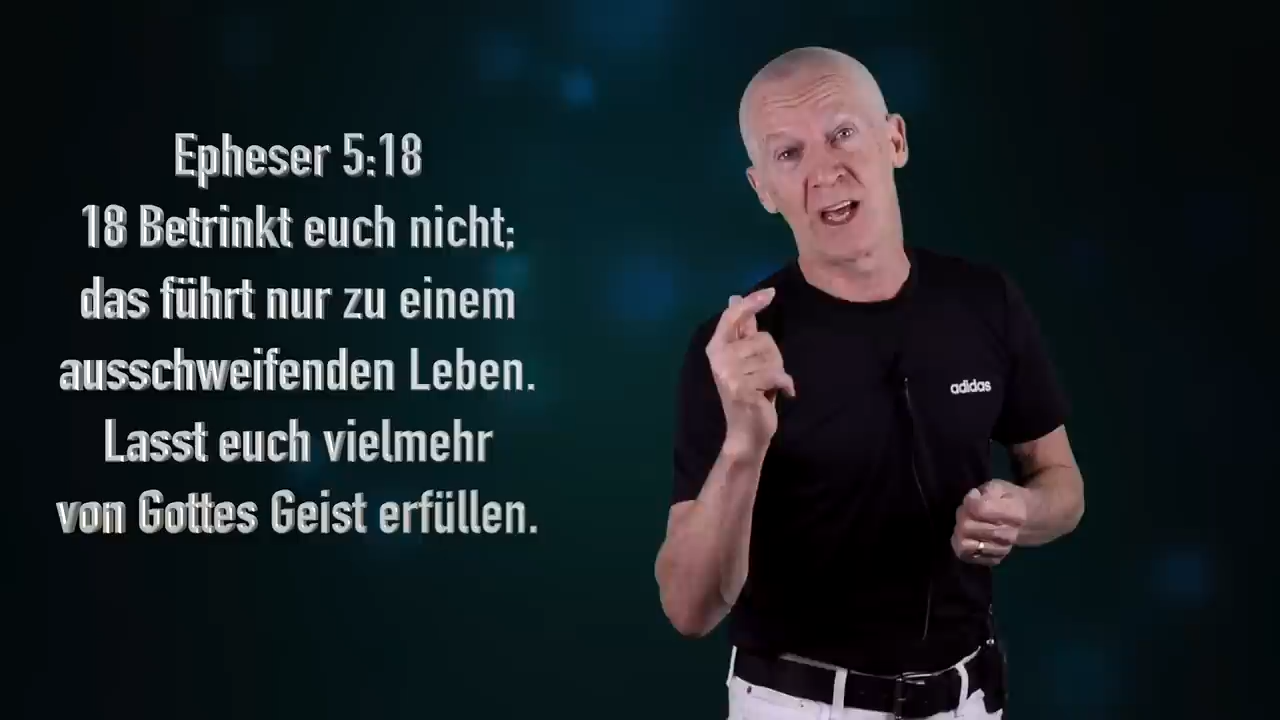 Epheser 5:18
18 Betrinkt euch nicht;
das führt nur zu einem
ausschweifenden Leben.
Lasst euch vielmehr
von Gottes Geist erfüllen.
adidas